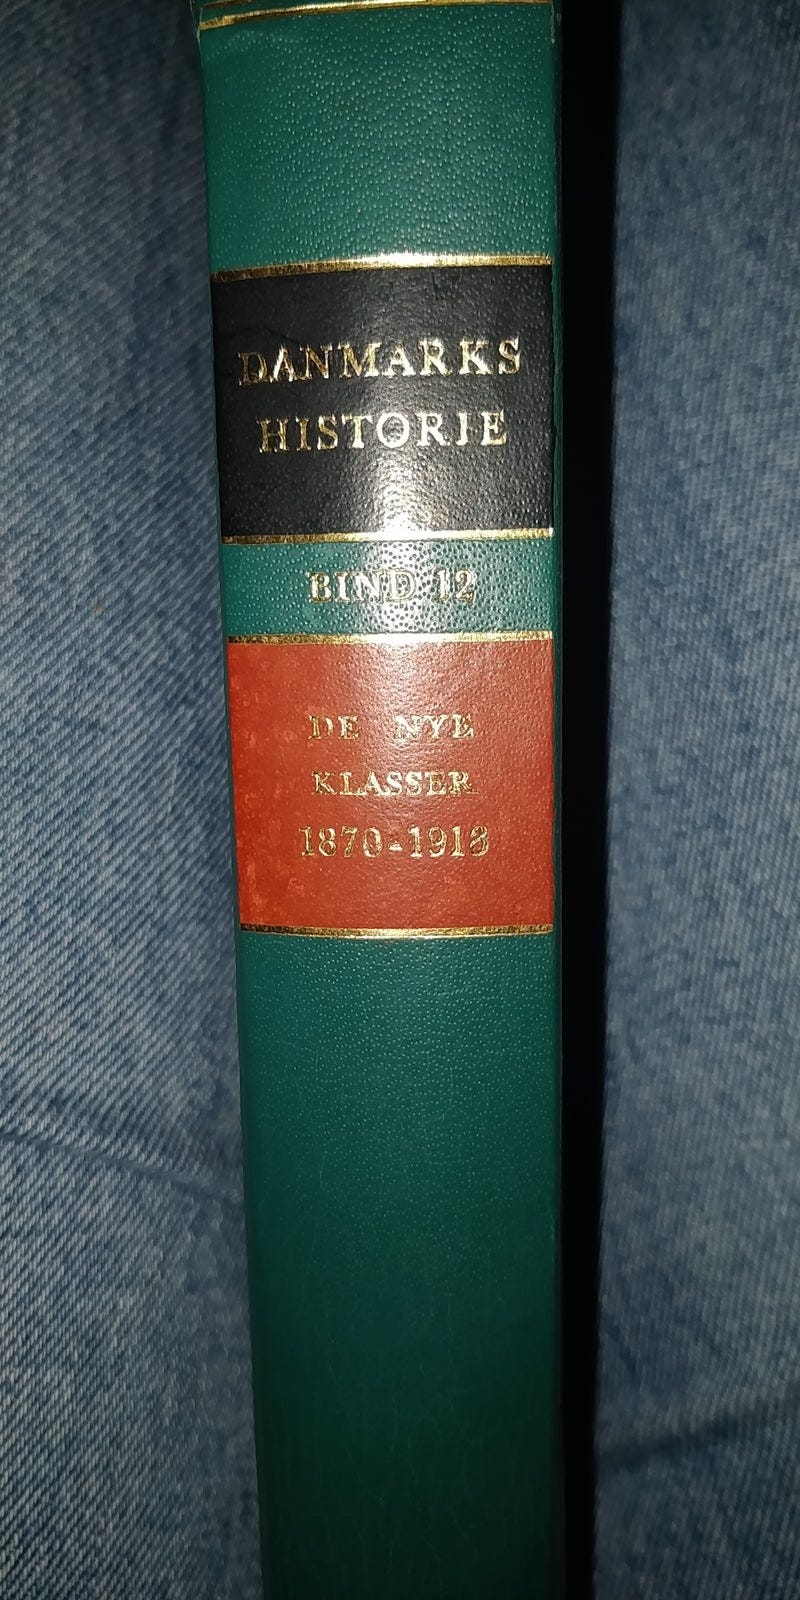 DANMARKS
HISTORIE
BIND 12
DE NYE
KLASSER
1870-1913